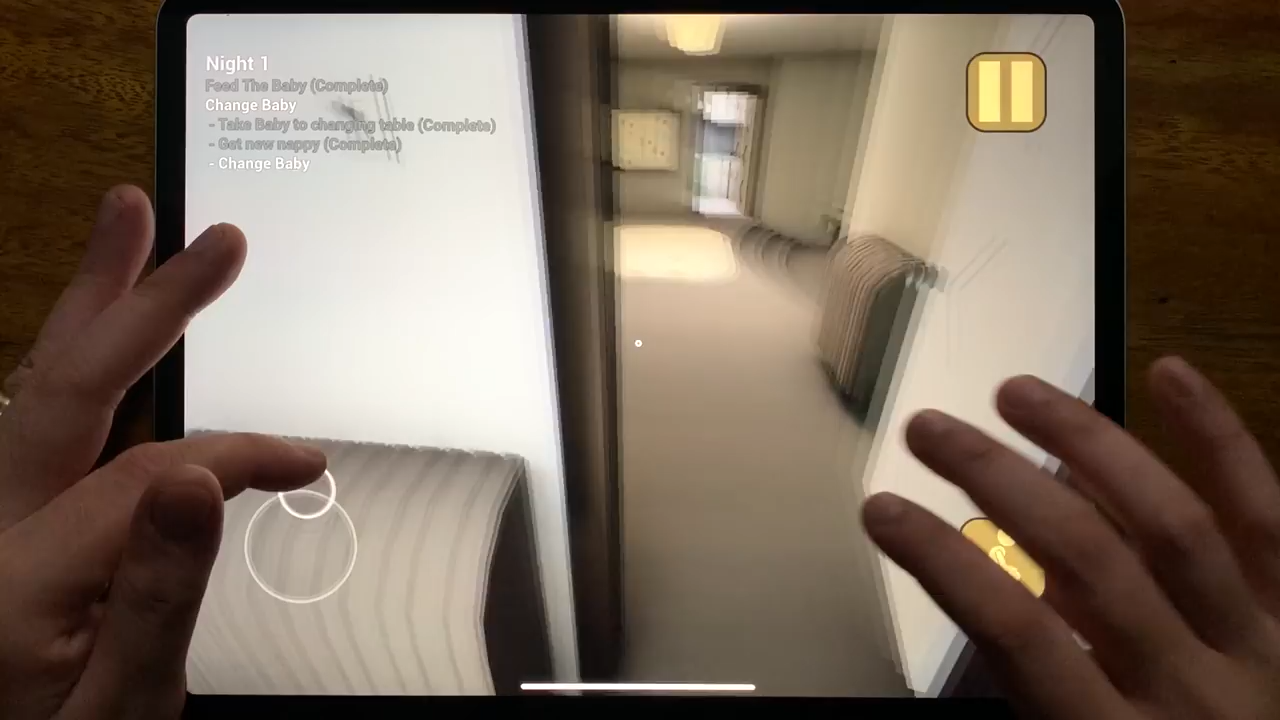 Night 1
Feed The Baby (Complete)
Change Baby
- Take Baby to changing table (Complete)
- Get new nappy (Complete)
- Change Baby